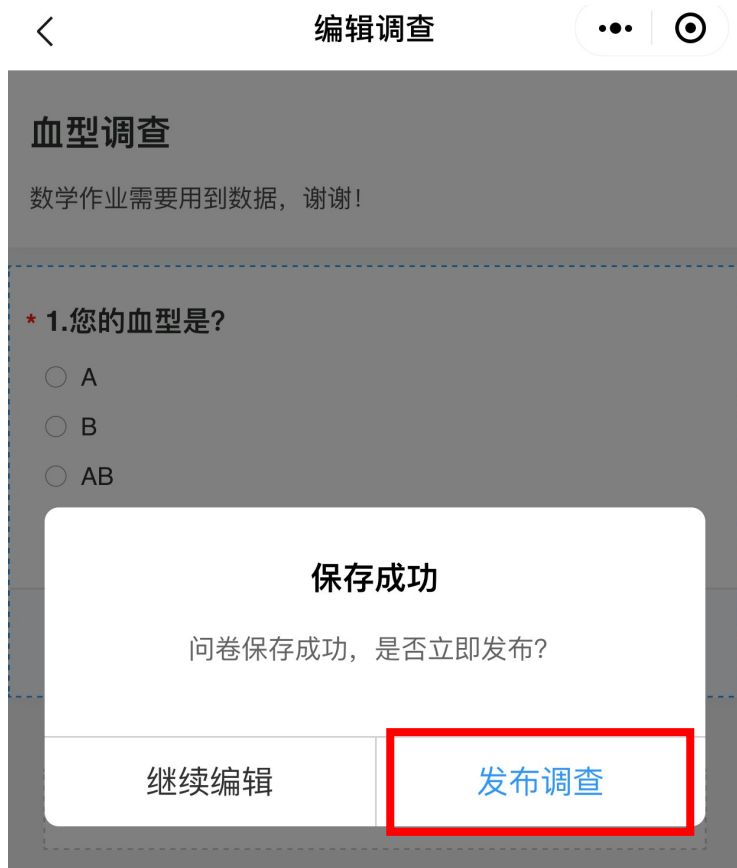 编辑调查
血型调查
数学作业需要用到数据，谢谢！
* 1.您的血型是？
A
B
AB
保存成功
问卷保存成功，是否立即发布？
继续编辑
发布调查